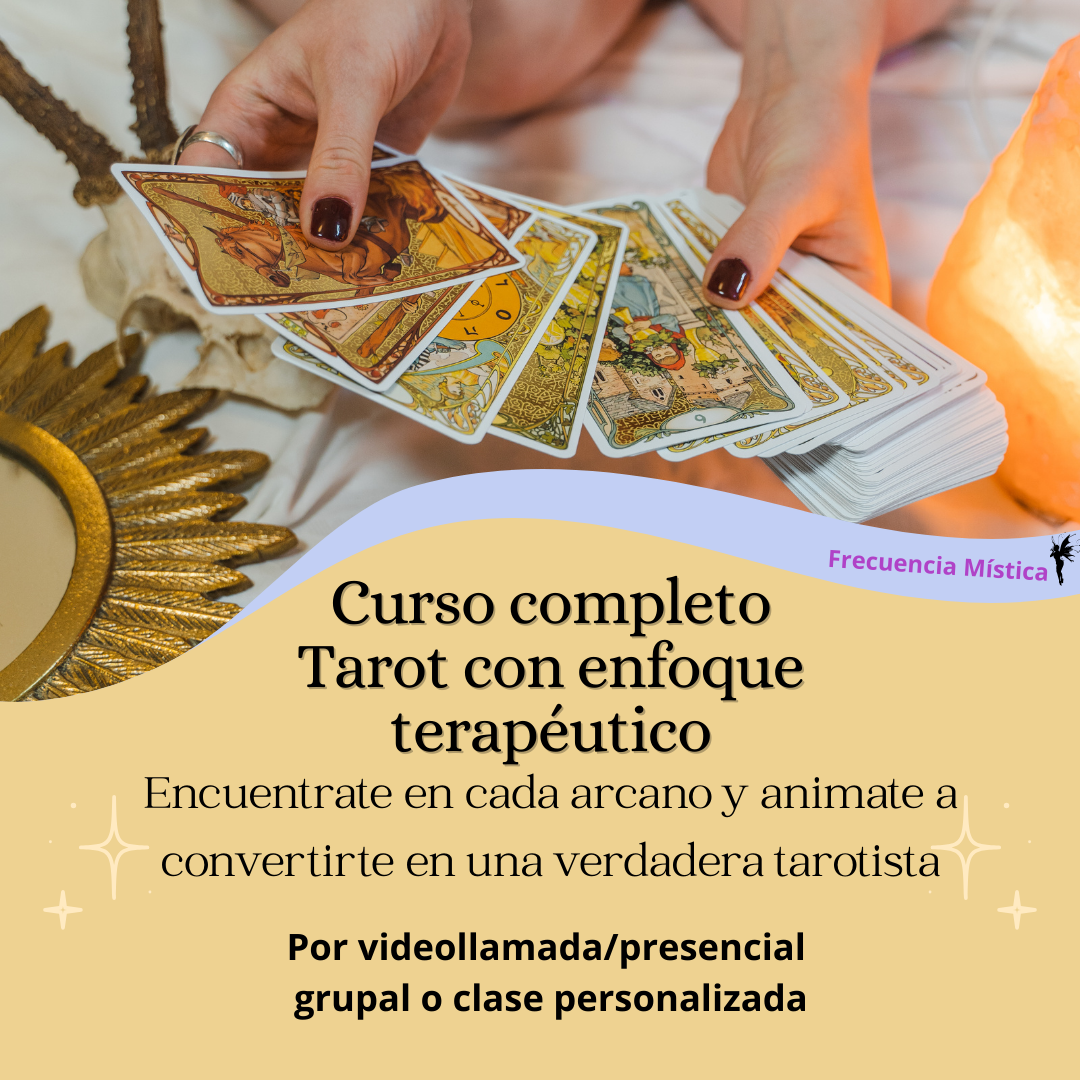 Frecuencia Mística
Curso completo
Tarot con enfoque
terapéutico
Encuentrate en cada arcano y animate a
convertirte en una verdadera tarotista
Por videollamada/presencial
grupal o clase personalizada